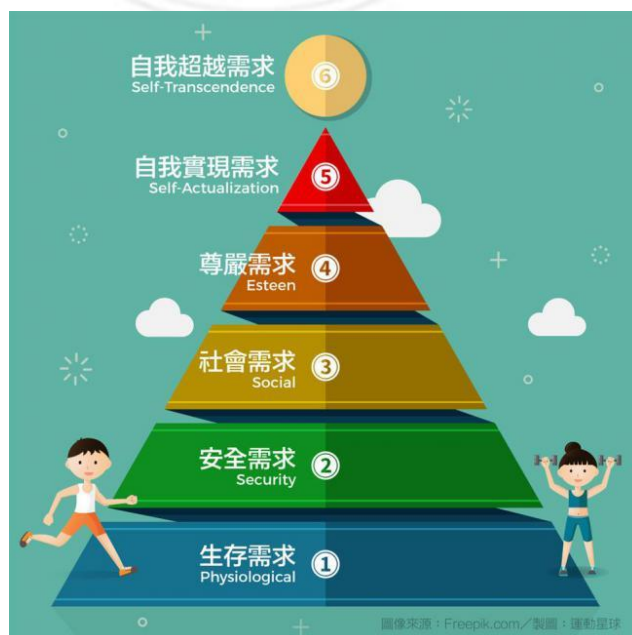 自我超越需求
Self-Transcendence
6
自我實現需求
Self-Actualization
5
尊嚴需求
Esteen
4
社會需求
Social
3
安全需求
Security
2
生存需求
Physiological
1
圖像來源：Freepik.com／製圖：運動星球